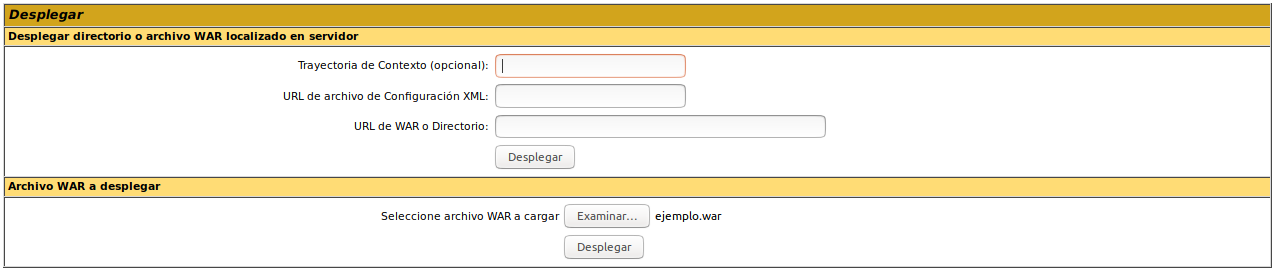 Desplegar
Desplegar directorio o archivo WAR localizado en servidor
Trayectoria de Contexto (opcional):
URL de archivo de Configuración XML:
URL de WAR o Directorio:
Desplegar
Archivo WAR a desplegar
Seleccione archivo WAR a cargar Examinar... ejemplo.war
Desplegar